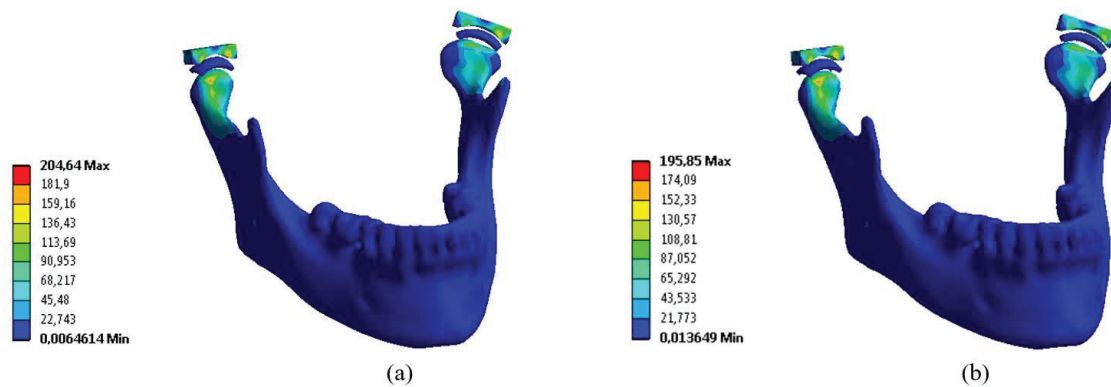 204,64 Max
181,9
159,16
136,43
113,69
90,953
68,217
45,48
22,743
0,0064614 Min
(a)
195,85 Max
174,09
152,33
130,57
108,81
87,052
65,292
43,533
21,773
0,013649 Min
(b)